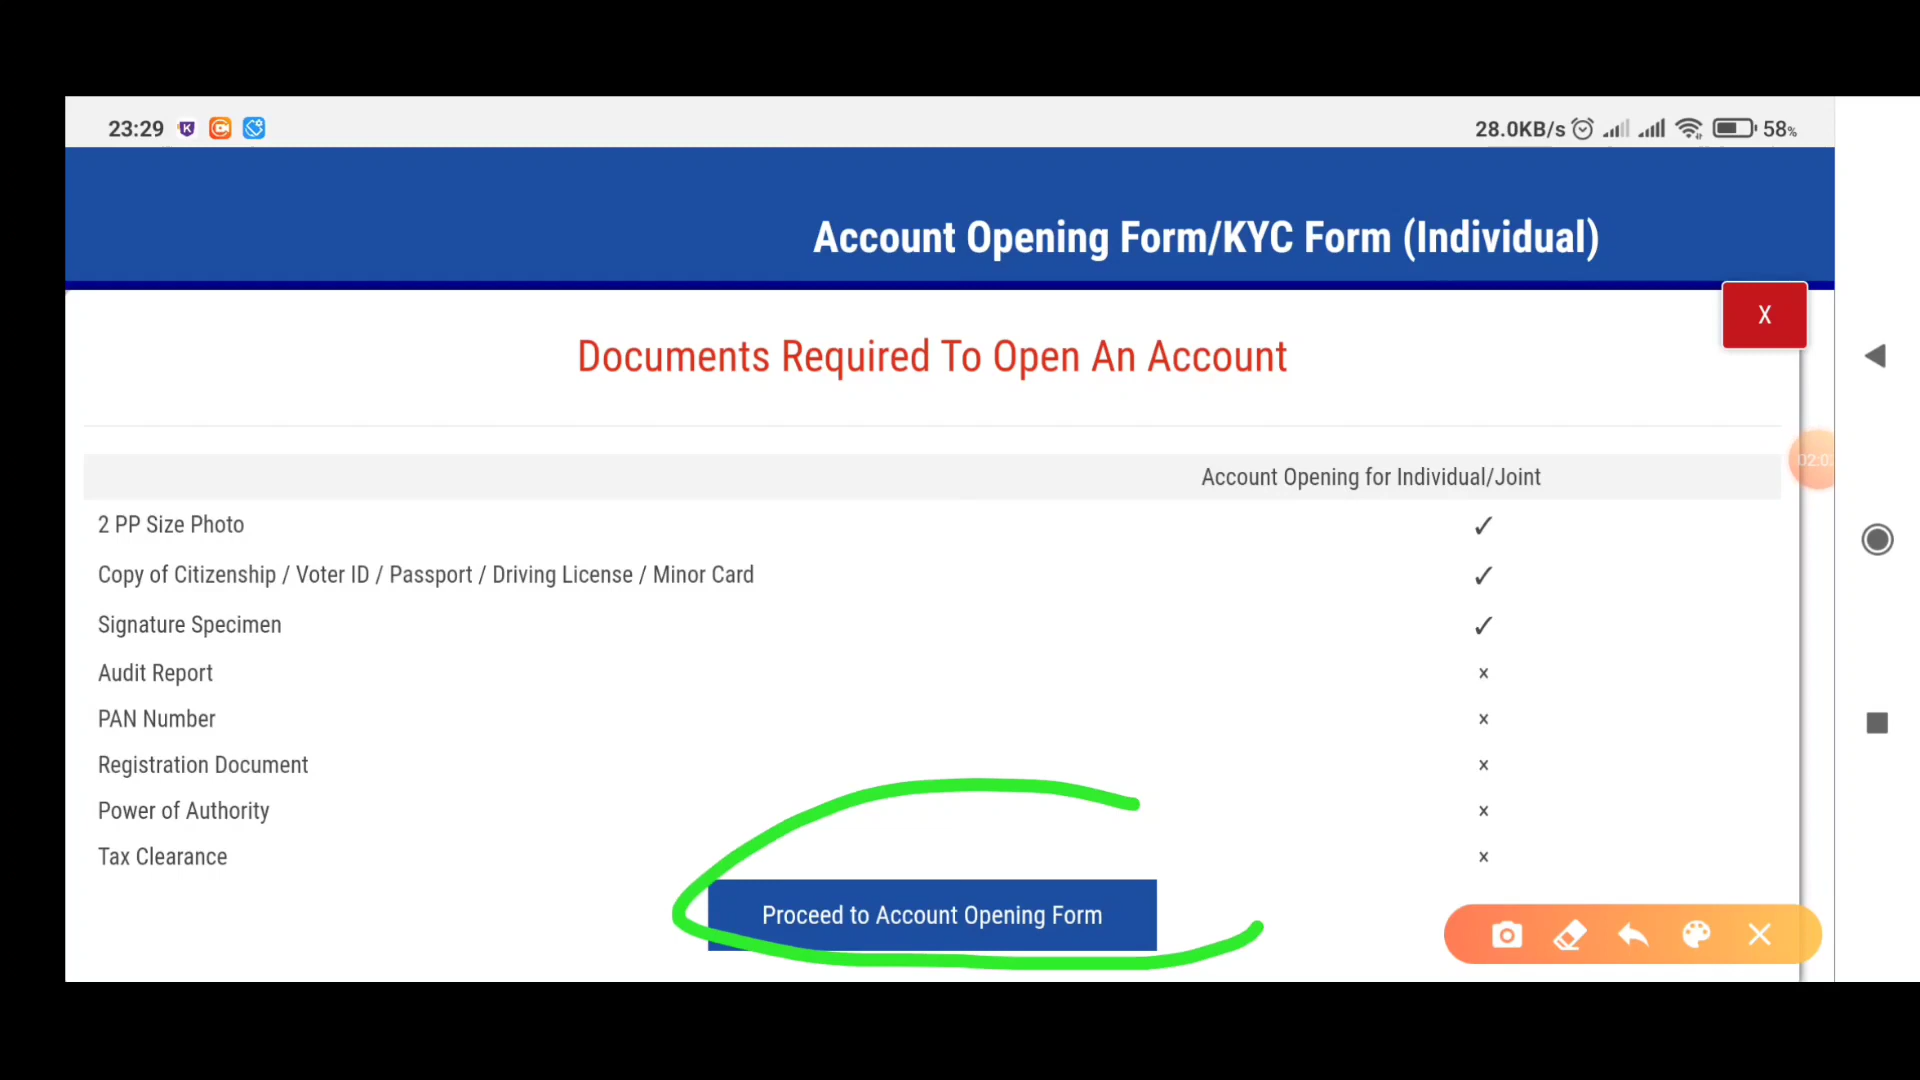 23:29 28.0KB/s 58%
Account Opening Form/KYC Form (Individual)
X
Documents Required To Open An Account
Account Opening for Individual/Joint
2 PP Size Photo ✓
Copy of Citizenship / Voter ID / Passport / Driving License / Minor Card ✓
Signature Specimen ✓
Audit Report ×
PAN Number ×
Registration Document ×
Power of Authority ×
Tax Clearance ×
Proceed to Account Opening Form